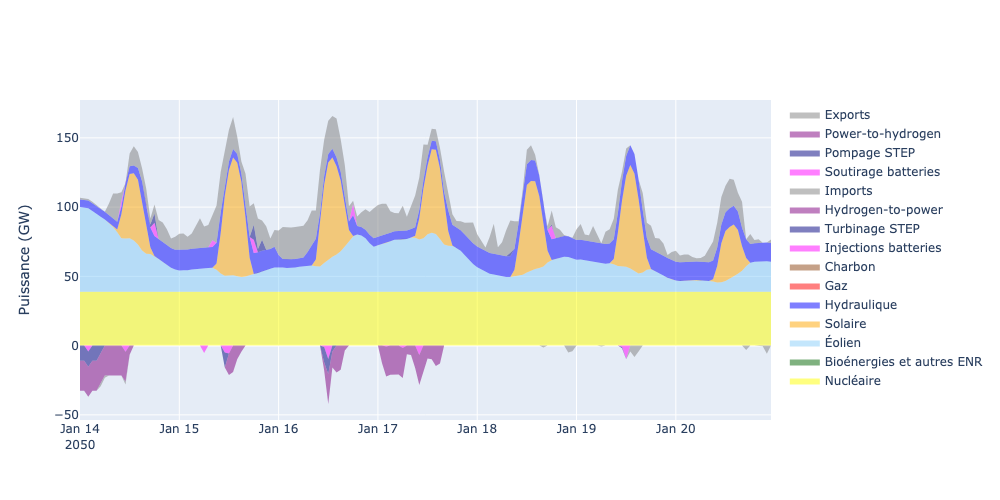 Puissance (GW)
150
100
50
0
−50
Jan 14
2050
Jan 15
Jan 16
Jan 17
Jan 18
Jan 19
Jan 20
Exports
Power-to-hydrogen
Pompage STEP
Soutirage batteries
Imports
Hydrogen-to-power
Turbinage STEP
Injections batteries
Charbon
Gaz
Hydraulique
Solaire
Éolien
Bioénergies et autres ENR
Nucléaire